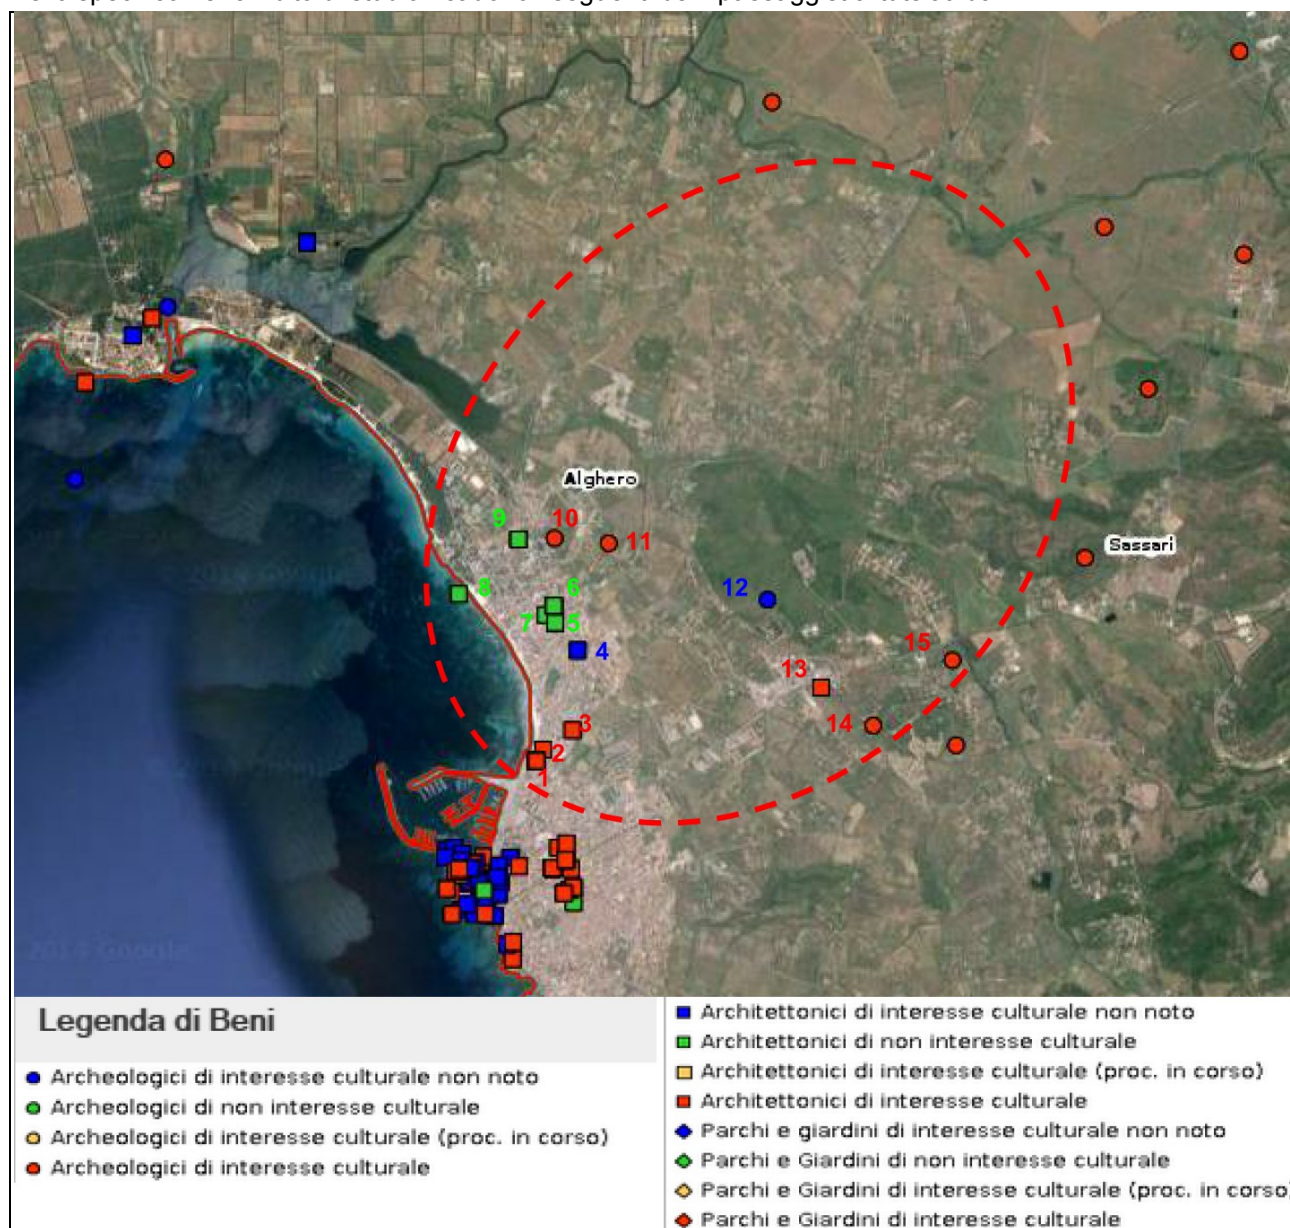 Alghero
9
10
11
Sassari
8
6
12
7
5
4
15
13
3
14
2
1
Legenda di Beni
Archeologici di interesse culturale non noto
Archeologici di non interesse culturale
Archeologici di interesse culturale (proc. in corso)
Archeologici di interesse culturale
Architettonici di interesse culturale non noto
Architettonici di non interesse culturale
Architettonici di interesse culturale (proc. in corso)
Architettonici di interesse culturale
Parchi e giardini di interesse culturale non noto
Parchi e Giardini di non interesse culturale
Parchi e Giardini di interesse culturale (proc. in corso)
Parchi e Giardini di interesse culturale